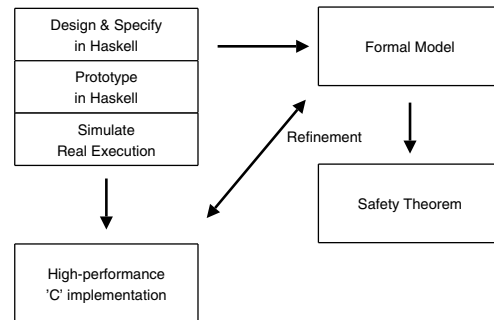 Design & Specify
in Haskell
Prototype
in Haskell
Simulate
Real Execution
Formal Model
Refinement
Safety Theorem
High-performance
'C' implementation